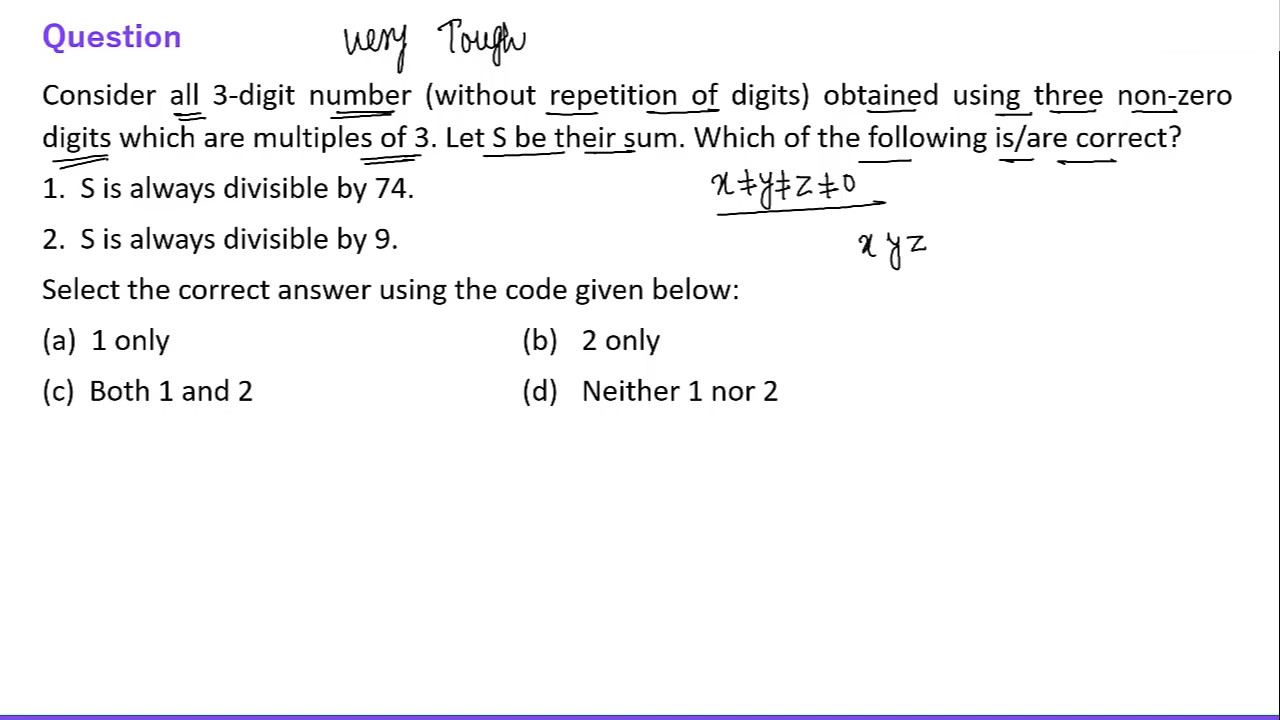 Question very Tough
Consider all 3-digit number (without repetition of digits) obtained using three non-zero
digits which are multiples of 3. Let S be their sum. Which of the following is/are correct?
1. S is always divisible by 74. x≠y≠z≠0
2. S is always divisible by 9. x y z
Select the correct answer using the code given below:
(a) 1 only (b) 2 only
(c) Both 1 and 2 (d) Neither 1 nor 2